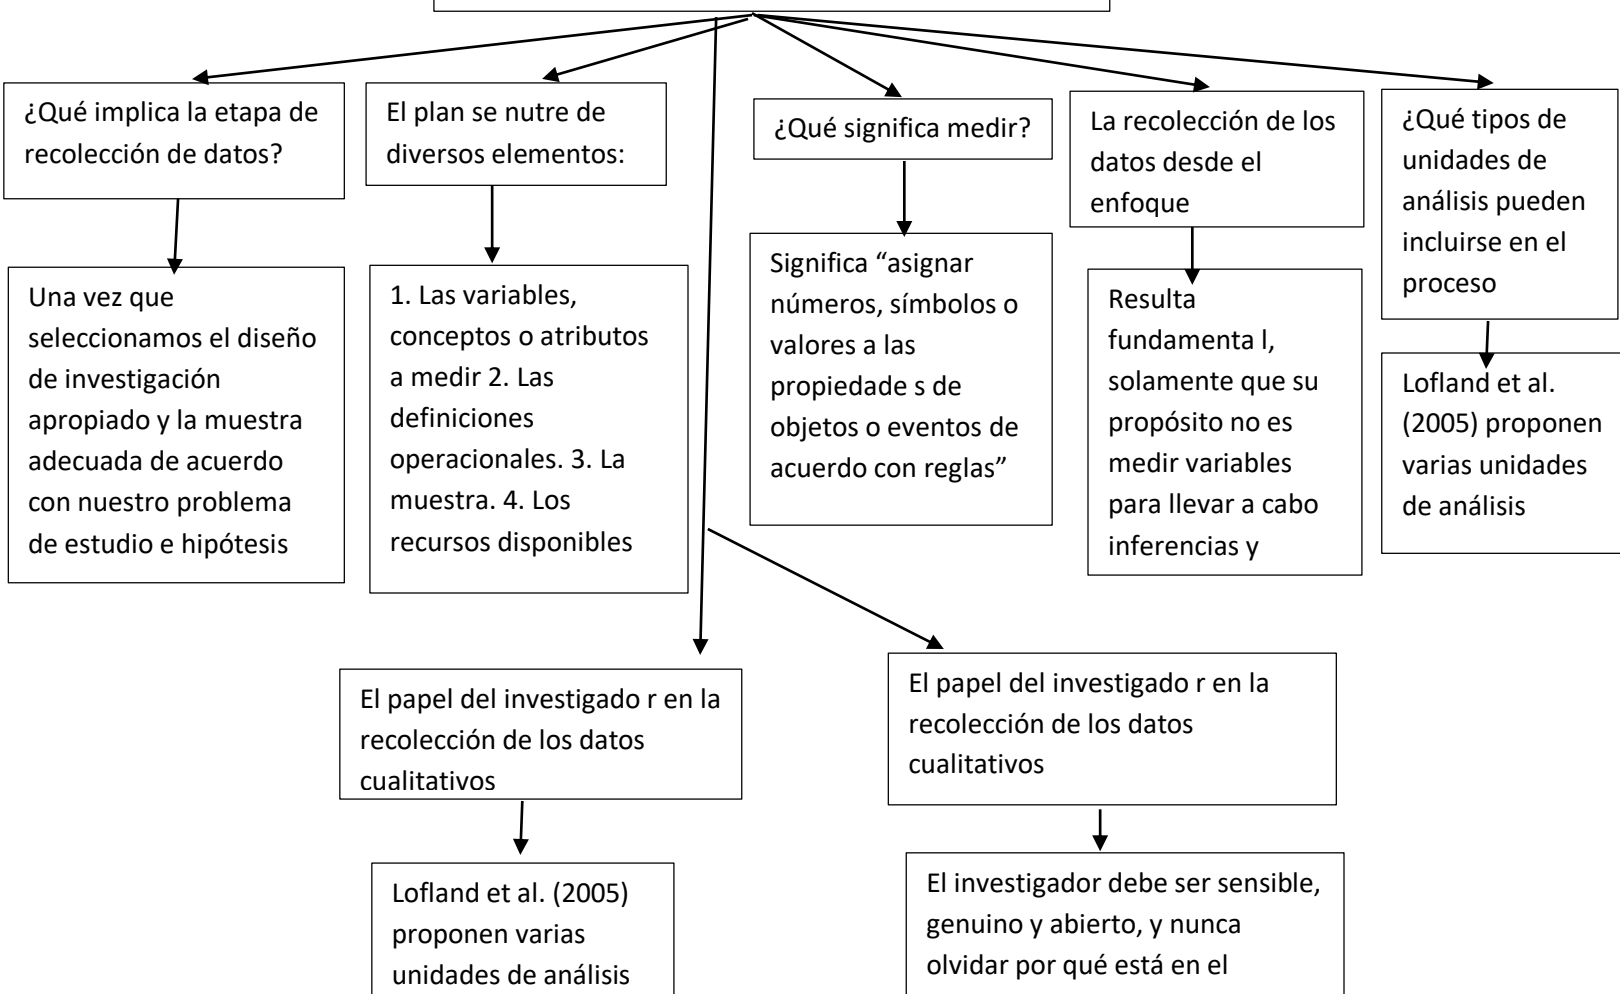 ¿Qué implica la etapa de
recolección de datos?
El plan se nutre de
diversos elementos:
¿Qué significa medir?
La recolección de los
datos desde el
enfoque
¿Qué tipos de
unidades de
análisis pueden
incluirse en el
proceso
Una vez que
seleccionamos el diseño
de investigación
apropiado y la muestra
adecuada de acuerdo
con nuestro problema
de estudio e hipótesis
1. Las variables,
conceptos o atributos
a medir 2. Las
definiciones
operacionales. 3. La
muestra. 4. Los
recursos disponibles
Significa “asignar
números, símbolos o
valores a las
propiedade s de
objetos o eventos de
acuerdo con reglas”
Resulta
fundamenta l,
solamente que su
propósito no es
medir variables
para llevar a cabo
inferencias y
Lofland et al.
(2005) proponen
varias unidades
de análisis
El papel del investigado r en la
recolección de los datos
cualitativos
El papel del investigado r en la
recolección de los datos
cualitativos
Lofland et al. (2005)
proponen varias
unidades de análisis
El investigador debe ser sensible,
genuino y abierto, y nunca
olvidar por qué está en el